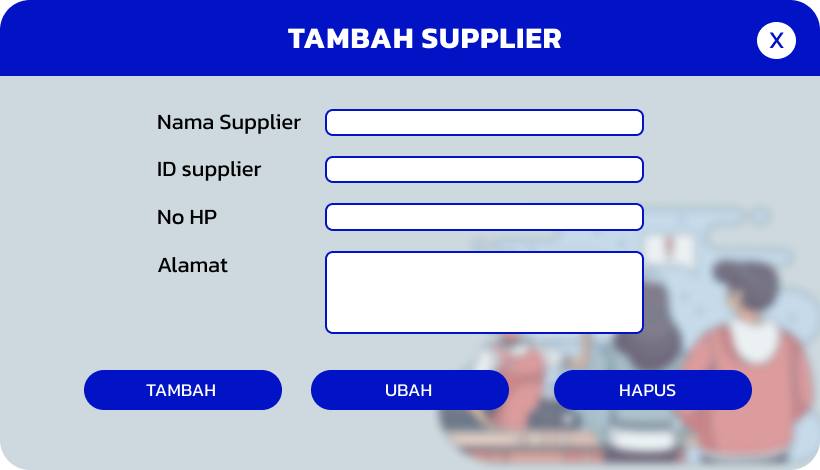 TAMBAH SUPPLIER
X
Nama Supplier
ID supplier
No HP
Alamat
TAMBAH
UBAH
HAPUS